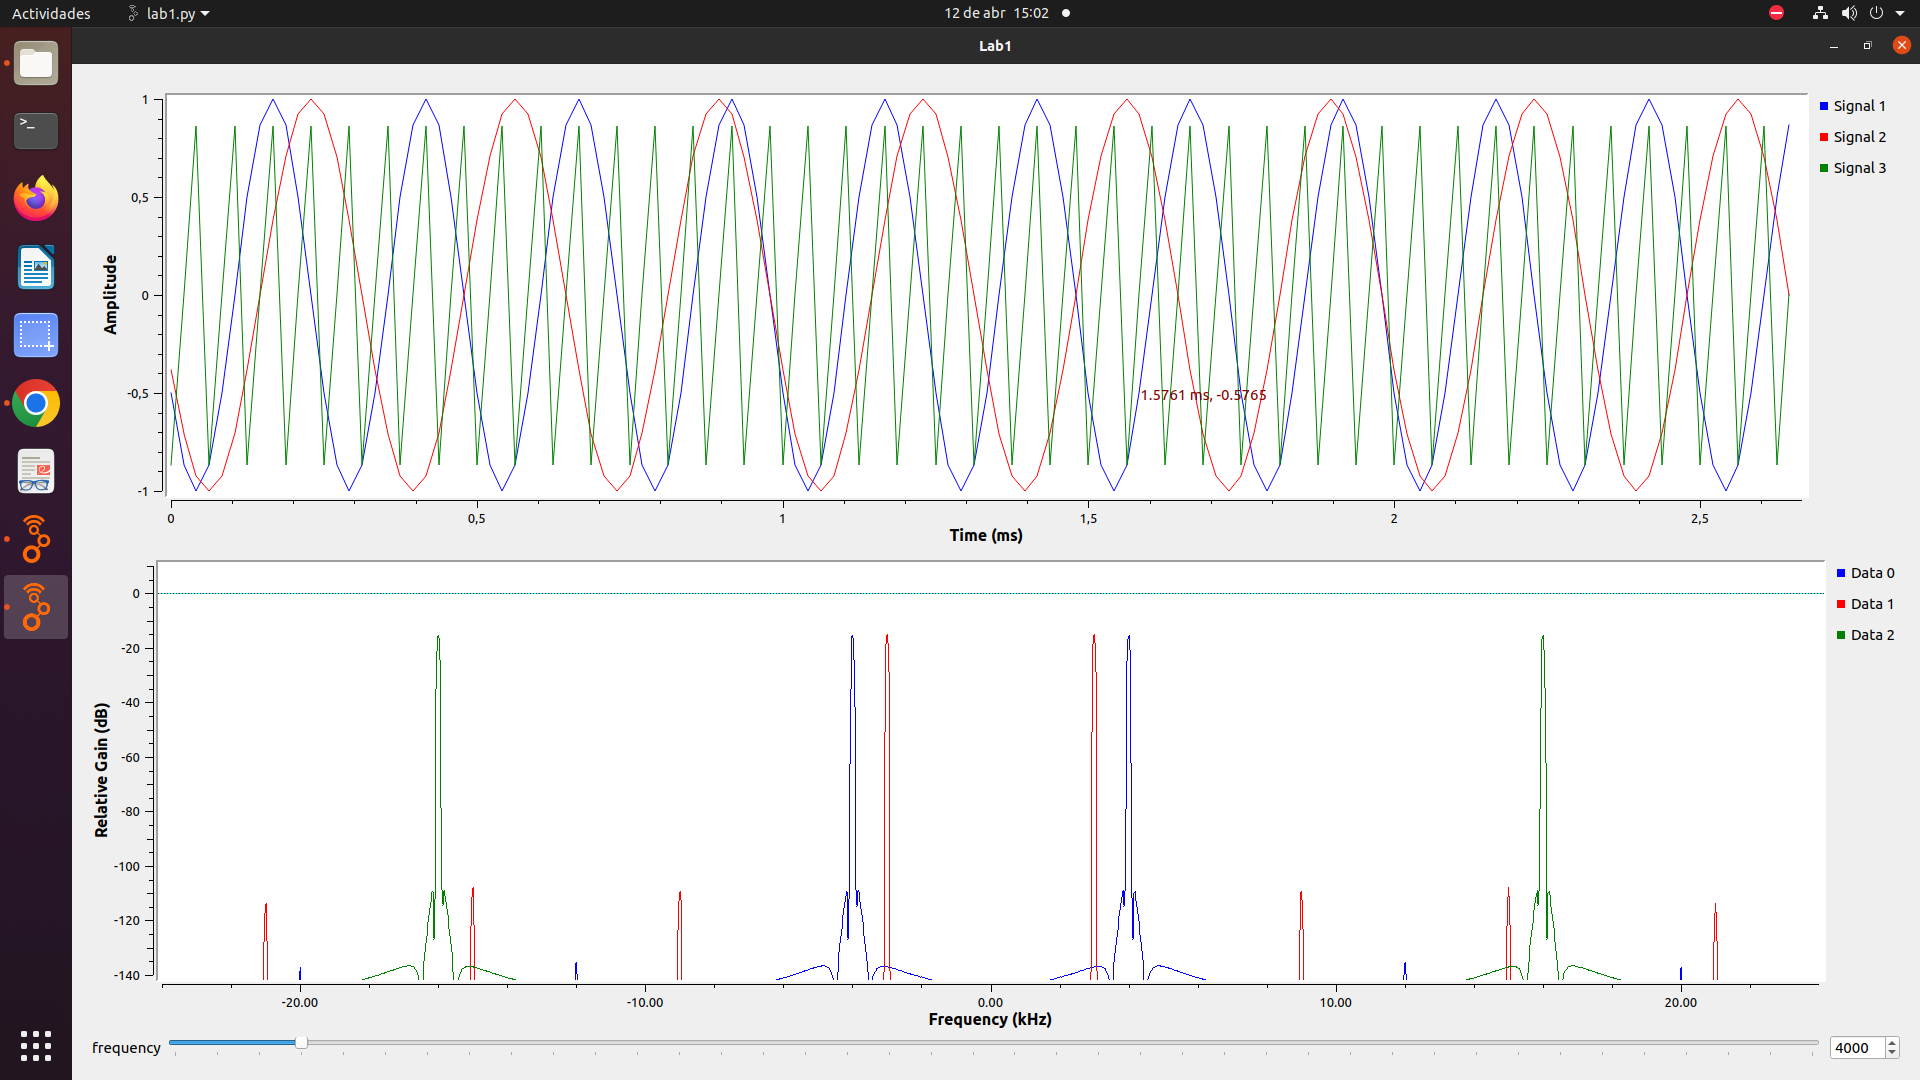 Actividades lab1.py 12 de abr 15:02
Lab1
1
0,5
0
-0,5
-1
Amplitude
1.5761 ms, -0.5765
0 0,5 1 1,5 2 2,5
Time (ms)
Signal 1
Signal 2
Signal 3
0
-20
-40
-60
-80
-100
-120
-140
Relative Gain (dB)
-20.00 -10.00 0.00 10.00 20.00
Frequency (kHz)
Data 0
Data 1
Data 2
frequency 4000